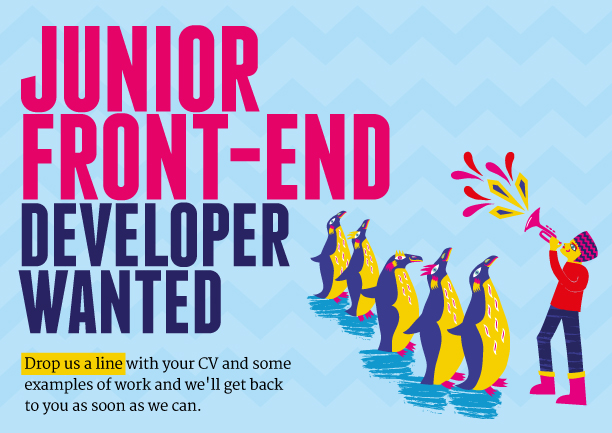 JUNIOR
FRONT-END
DEVELOPER
WANTED
Drop us a line with your CV and some
examples of work and we'll get back
to you as soon as we can.